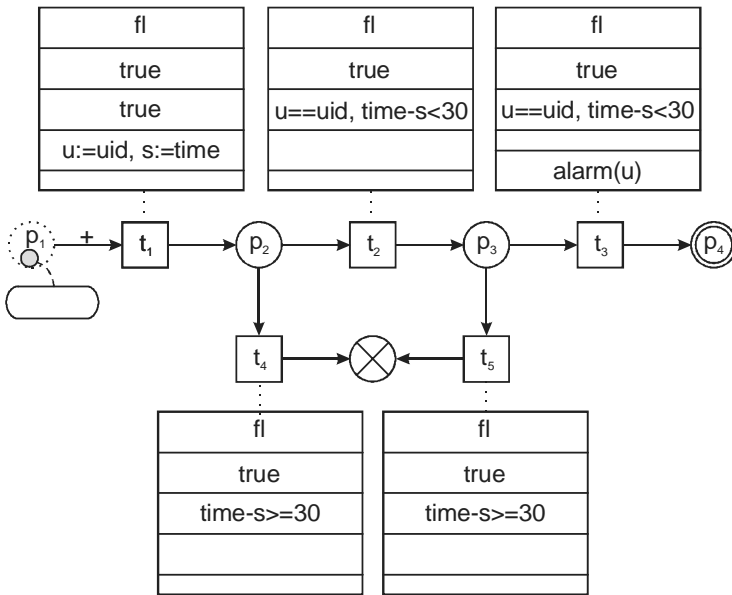 fl
true
true
u:=uid, s:=time
fl
true
u==uid, time-s<30
fl
true
u==uid, time-s<30
alarm(u)
p1
+
t1
p2
t2
p3
t3
p4
t4
t5
fl
true
time-s>=30
fl
true
time-s>=30